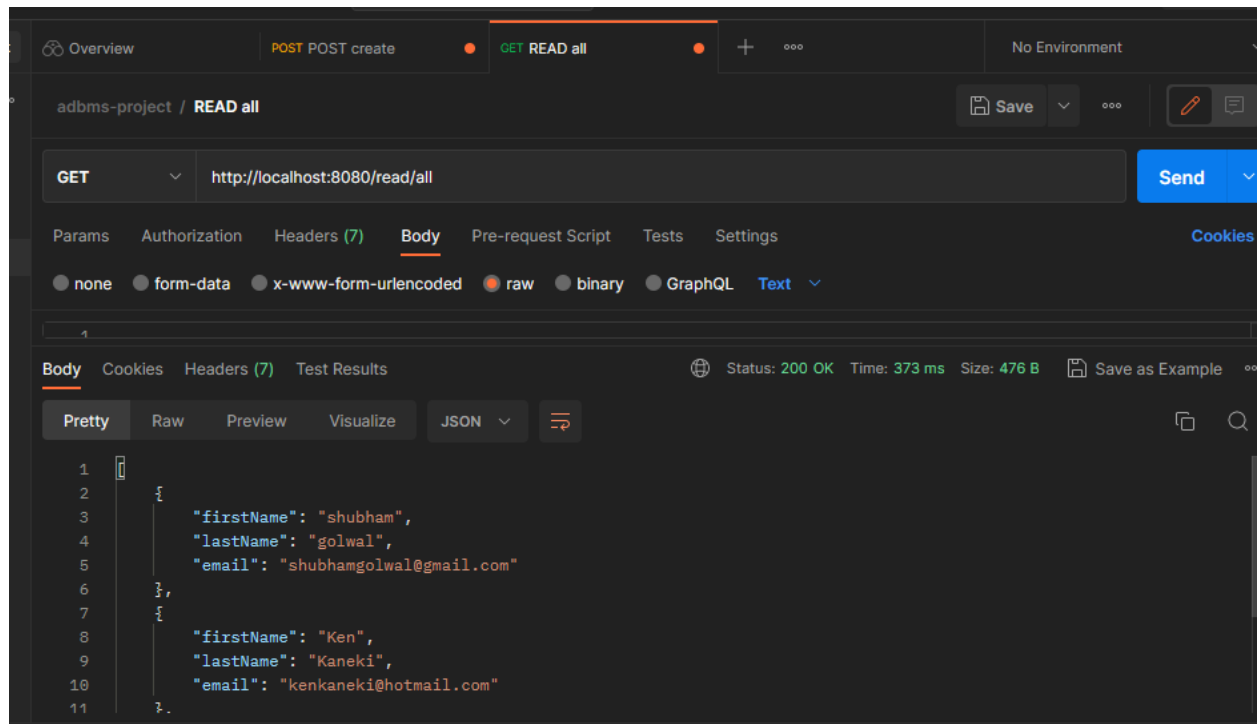 Overview POST POST create GET READ all No Environment
adbms-project / READ all Save
GET http://localhost:8080/read/all Send
Params Authorization Headers (7) Body Pre-request Script Tests Settings Cookies
none form-data x-www-form-urlencoded raw binary GraphQL Text
1
Body Cookies Headers (7) Test Results Status: 200 OK Time: 373 ms Size: 476 B Save as Example
Pretty Raw Preview Visualize JSON
1 [
2 {
3 "firstName": "shubham",
4 "lastName": "golwal",
5 "email": "shubhamgolwal@gmail.com"
6 },
7 {
8 "firstName": "Ken",
9 "lastName": "Kaneki",
10 "email": "kenkaneki@hotmail.com"
11 },